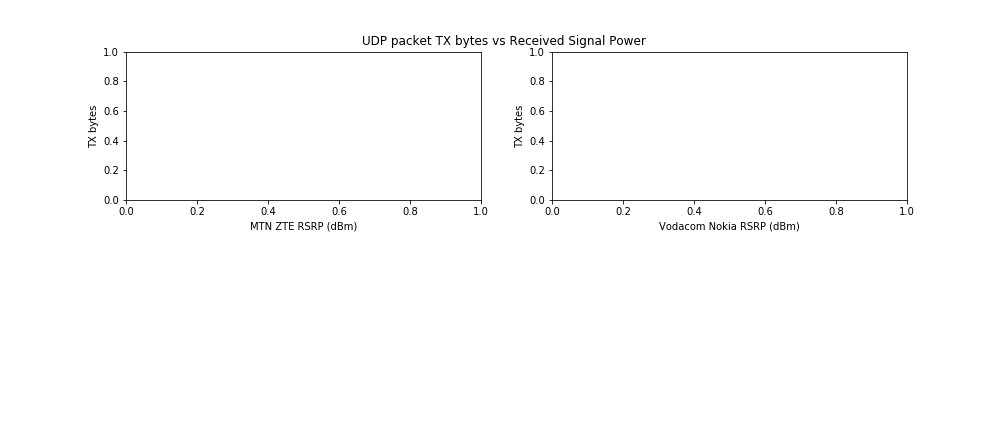 UDP packet TX bytes vs Received Signal Power
1.0
0.8
0.6
0.4
0.2
0.0
TX bytes
0.0 0.2 0.4 0.6 0.8 1.0
MTN ZTE RSRP (dBm)
1.0
0.8
0.6
0.4
0.2
0.0
TX bytes
0.0 0.2 0.4 0.6 0.8 1.0
Vodacom Nokia RSRP (dBm)